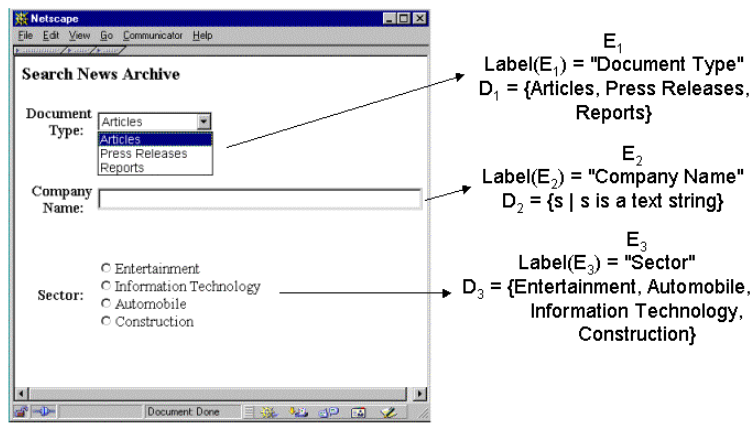 Netscape
File Edit View Go Communicator Help
Search News Archive
Document
Type:
Articles
Articles
Press Releases
Reports
Company
Name:
Sector:
Entertainment
Information Technology
Automobile
Construction
Document: Done
E₁
Label(E₁) = "Document Type"
D₁ = {Articles, Press Releases,
Reports}
E₂
Label(E₂) = "Company Name"
D₂ = {s | s is a text string}
E₃
Label(E₃) = "Sector"
D₃ = {Entertainment, Automobile,
Information Technology,
Construction}